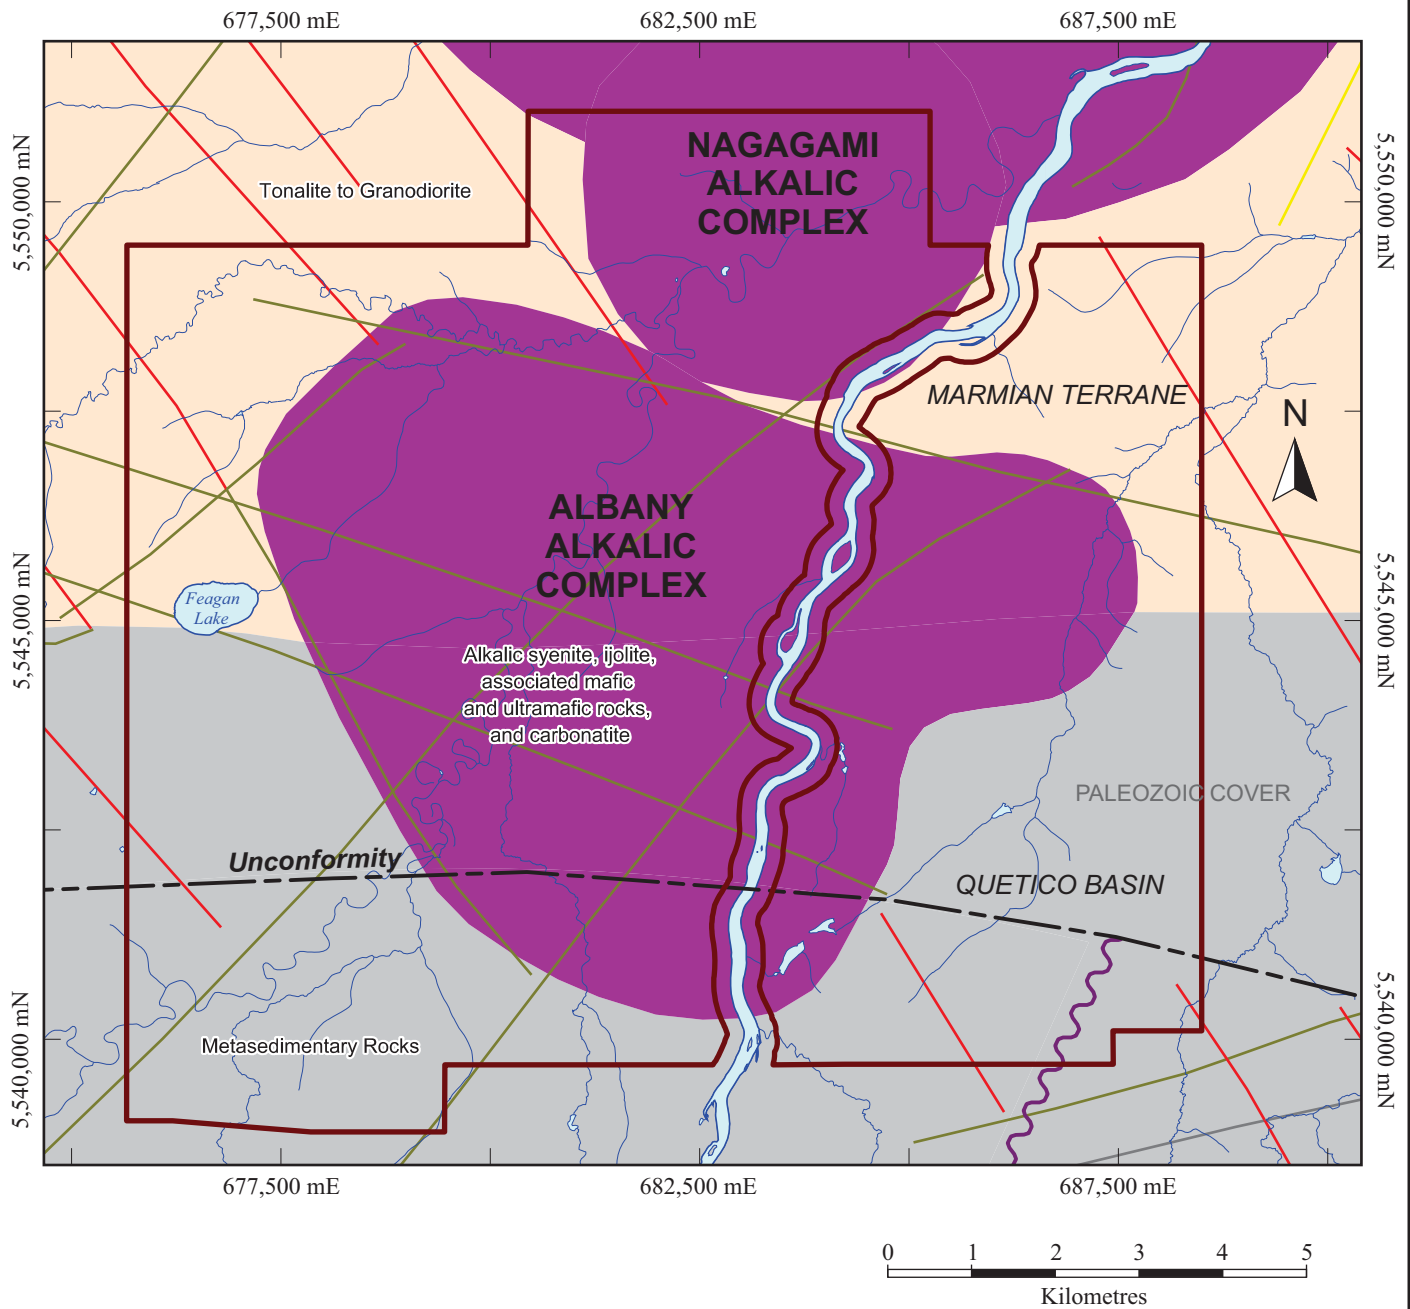 677,500 mE
682,500 mE
687,500 mE
5,550,000 mN
5,550,000 mN
NAGAGAMI
ALKALIC
COMPLEX
Tonalite to Granodiorite
MARMIAN TERRANE
N
ALBANY
ALKALIC
COMPLEX
5,545,000 mN
5,545,000 mN
Feagan
Lake
Alkalic syenite, ijolite,
associated mafic
and ultramafic rocks,
and carbonatite
PALEOZOIC COVER
Unconformity
QUETICO BASIN
5,540,000 mN
5,540,000 mN
Metasedimentary Rocks
677,500 mE
682,500 mE
687,500 mE
0 1 2 3 4 5
Kilometres